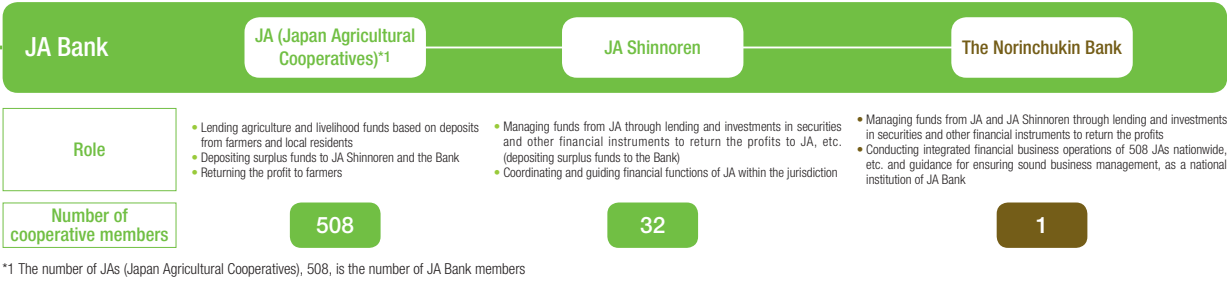 JA Bank
JA (Japan Agricultural
Cooperatives)*1
JA Shinnoren
The Norinchukin Bank
Role
• Lending agriculture and livelihood funds based on deposits
from farmers and local residents
• Depositing surplus funds to JA Shinnoren and the Bank
• Returning the profit to farmers
• Managing funds from JA through lending and investments in securities
and other financial instruments to return the profits to JA, etc.
(depositing surplus funds to the Bank)
• Coordinating and guiding financial functions of JA within the jurisdiction
• Managing funds from JA and JA Shinnoren through lending and investments
in securities and other financial instruments to return the profits
• Conducting integrated financial business operations of 508 JAs nationwide,
etc. and guidance for ensuring sound business management, as a national
institution of JA Bank
Number of
cooperative members
508
32
1
*1 The number of JAs (Japan Agricultural Cooperatives), 508, is the number of JA Bank members